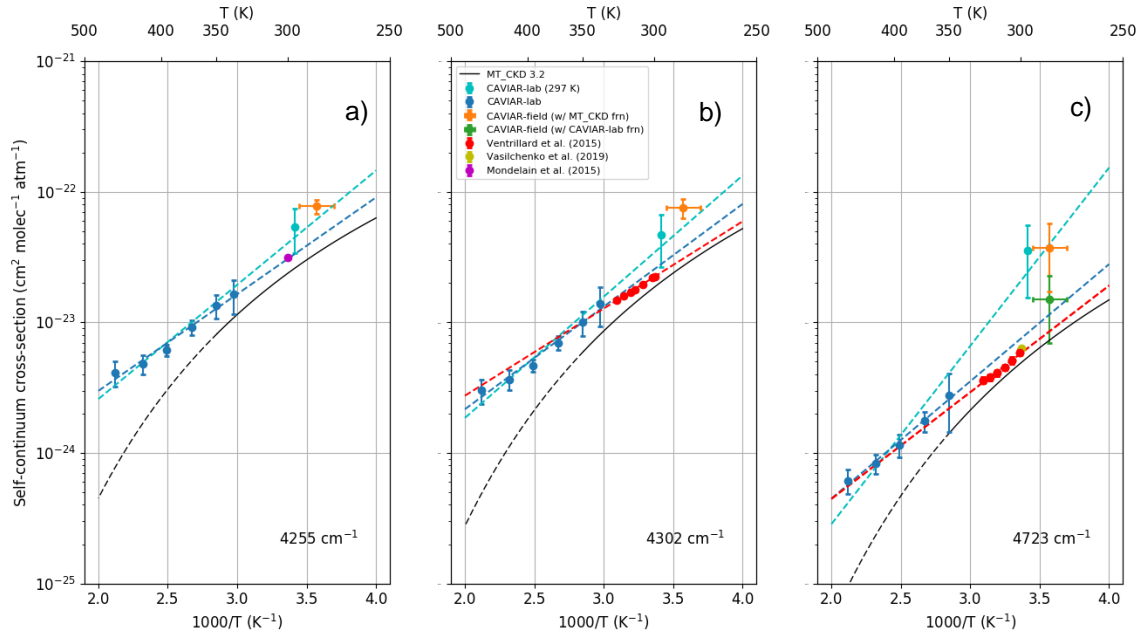 T (K)
500 400 350 300 250
a)
10⁻²¹
10⁻²²
10⁻²³
10⁻²⁴
10⁻²⁵
Self-continuum cross-section (cm² molec⁻¹ atm⁻¹)
4255 cm⁻¹
2.0 2.5 3.0 3.5 4.0
1000/T (K⁻¹)
T (K)
500 400 350 300 250
MT_CKD 3.2
CAVIAR-lab (297 K)
CAVIAR-lab
CAVIAR-field (w/ MT_CKD frn)
CAVIAR-field (w/ CAVIAR-lab frn)
Ventrillard et al. (2015)
Vasilchenko et al. (2019)
Mondelain et al. (2015)
b)
4302 cm⁻¹
2.0 2.5 3.0 3.5 4.0
1000/T (K⁻¹)
T (K)
500 400 350 300 250
c)
4723 cm⁻¹
2.0 2.5 3.0 3.5 4.0
1000/T (K⁻¹)